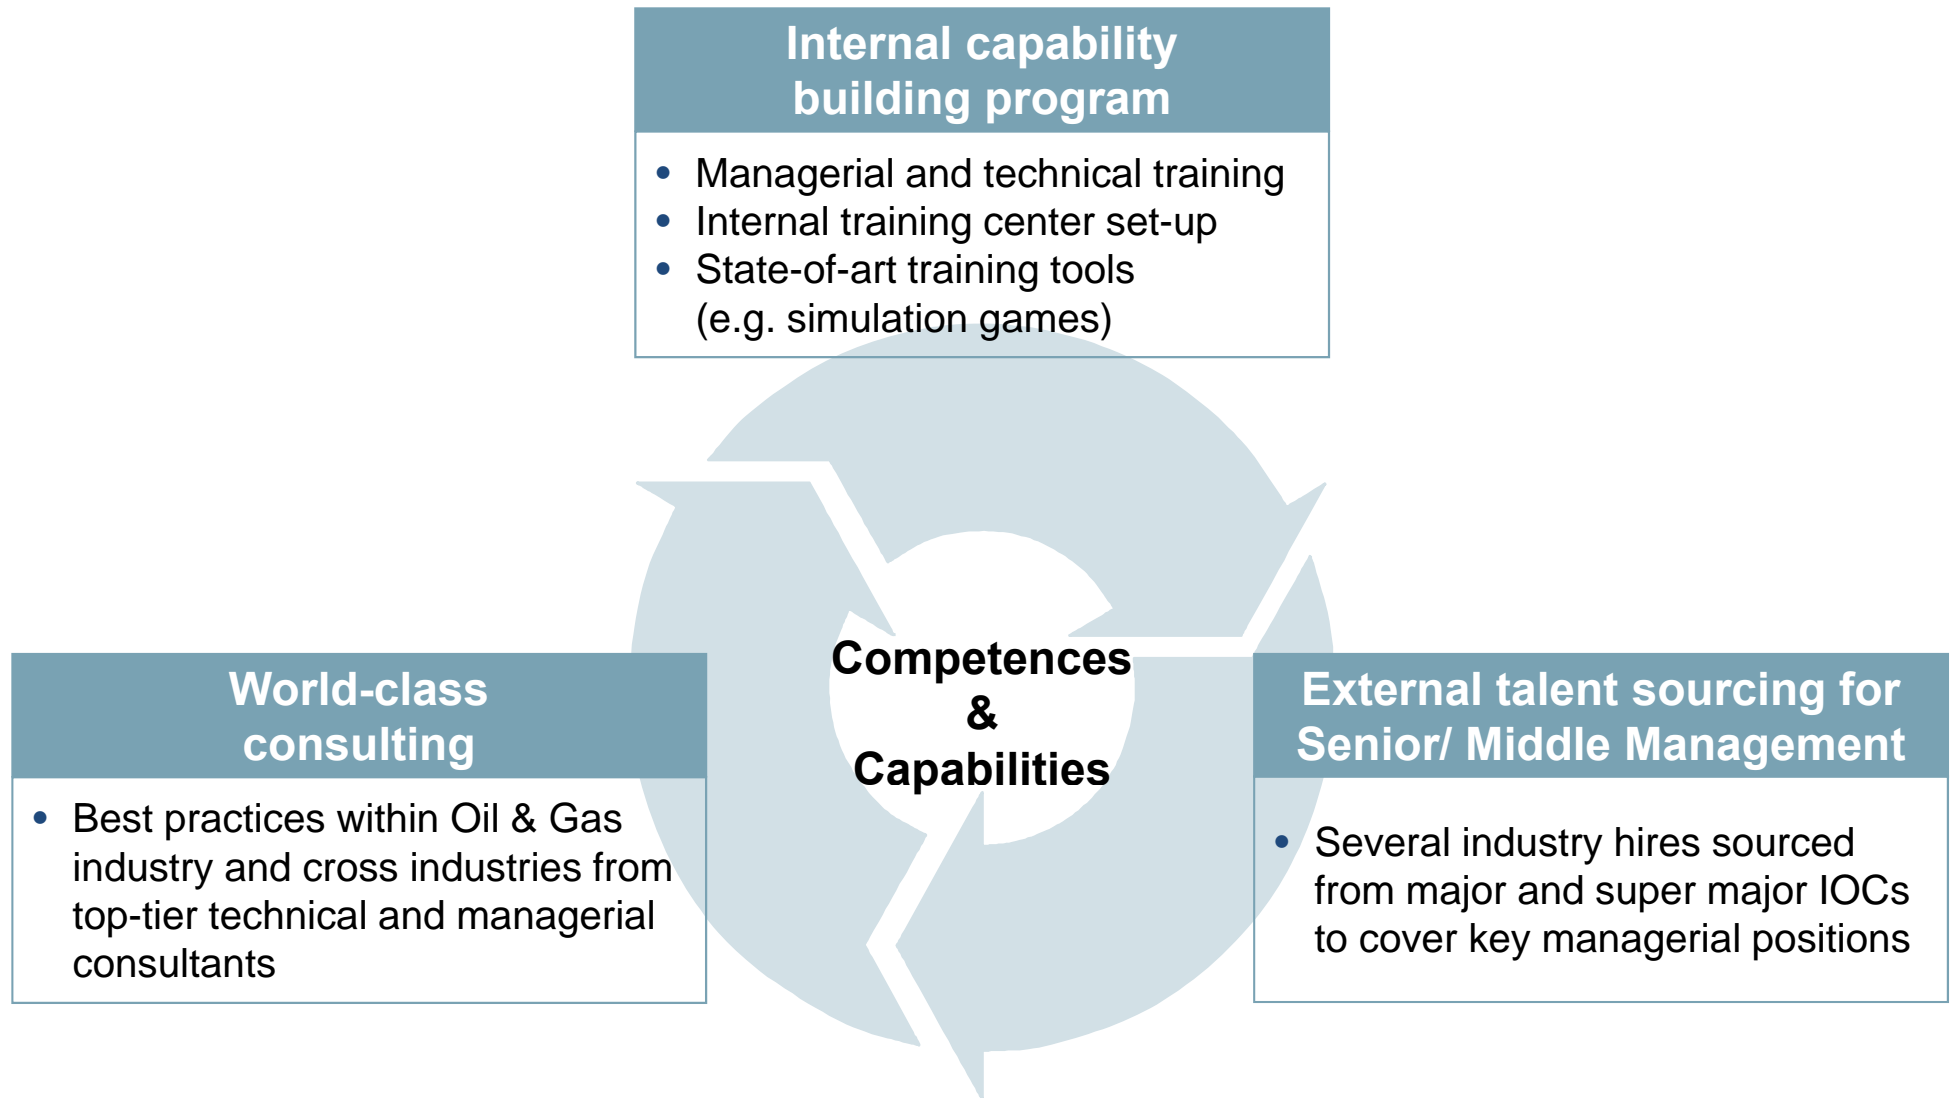 Internal capability
building program
• Managerial and technical training
• Internal training center set-up
• State-of-art training tools
(e.g. simulation games)
Competences
&
Capabilities
World-class
consulting
• Best practices within Oil & Gas
industry and cross industries from
top-tier technical and managerial
consultants
External talent sourcing for
Senior/ Middle Management
• Several industry hires sourced
from major and super major IOCs
to cover key managerial positions